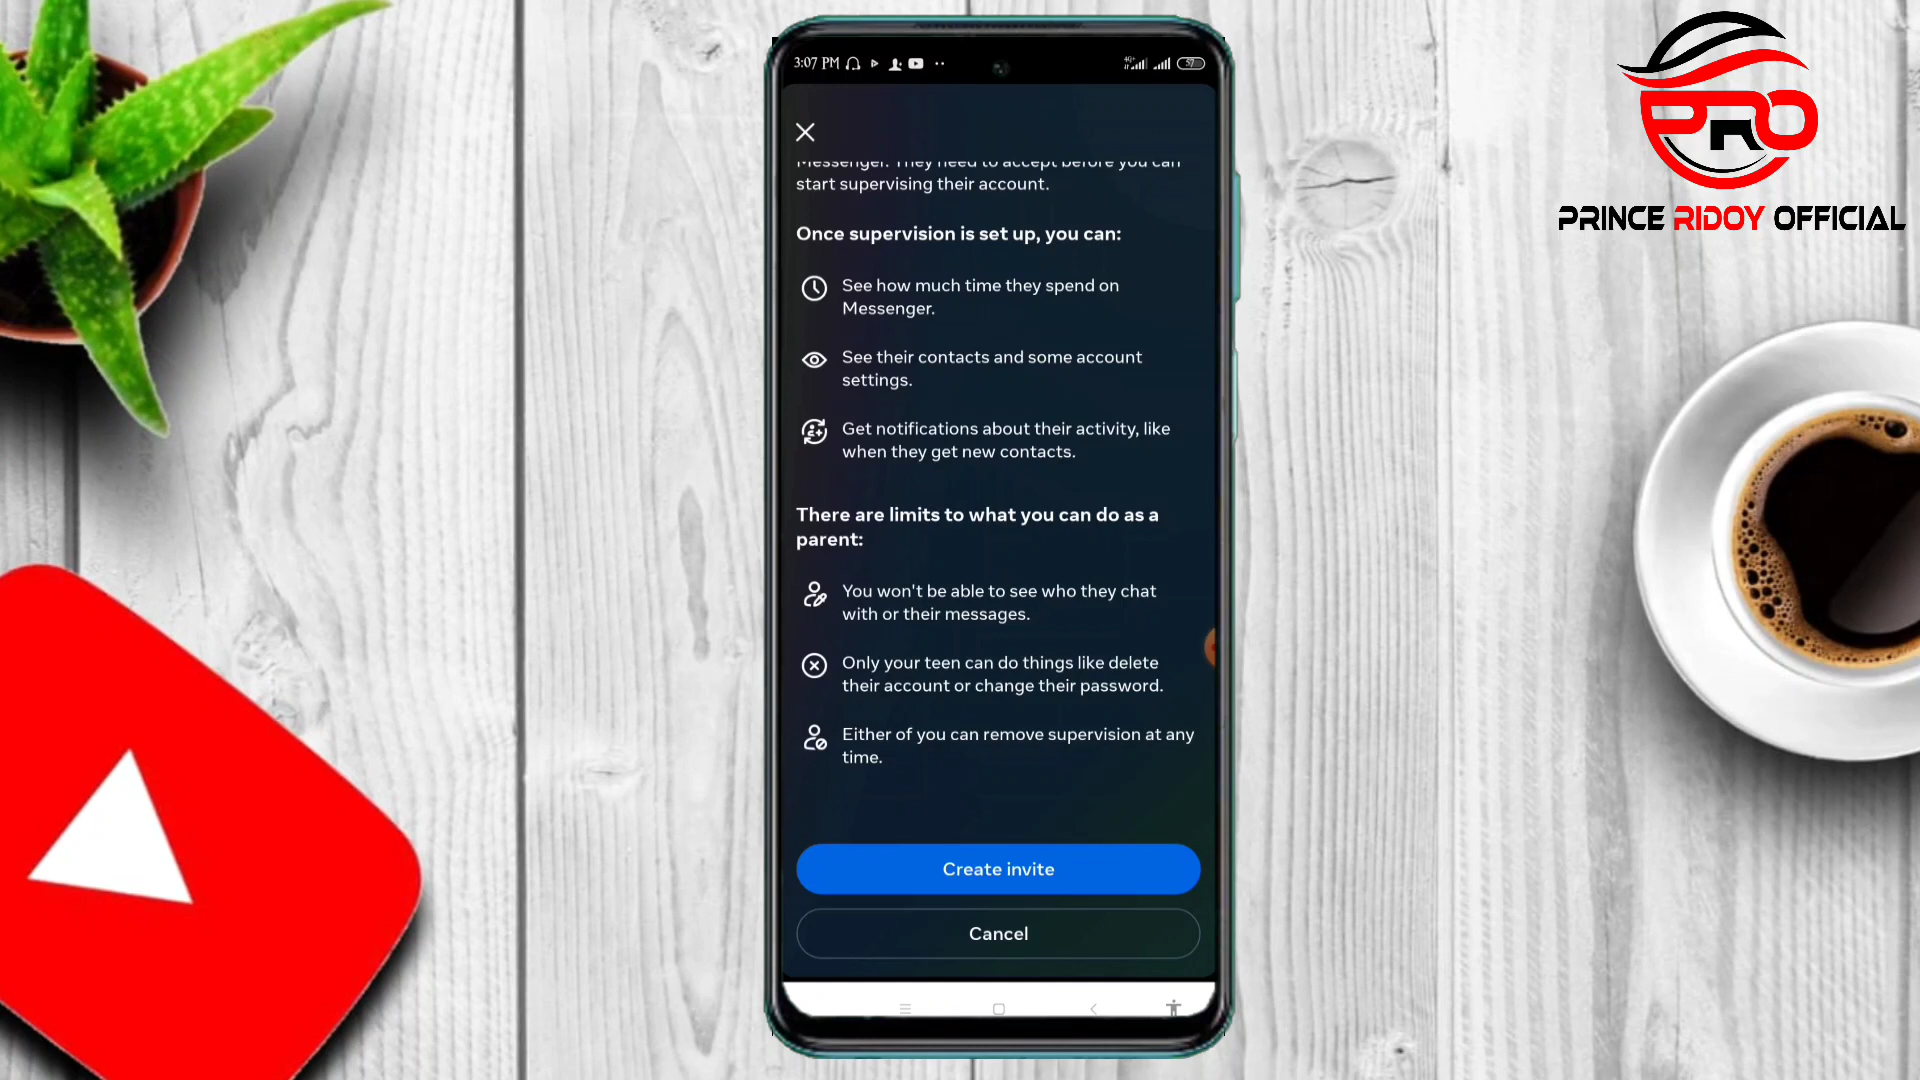 3:07 PM
4G+
57
PRO
PRINCE RIDOY OFFICIAL
Messenger. They need to accept before you can
start supervising their account.
Once supervision is set up, you can:
See how much time they spend on
Messenger.
See their contacts and some account
settings.
Get notifications about their activity, like
when they get new contacts.
There are limits to what you can do as a
parent:
You won't be able to see who they chat
with or their messages.
Only your teen can do things like delete
their account or change their password.
Either of you can remove supervision at any
time.
Create invite
Cancel